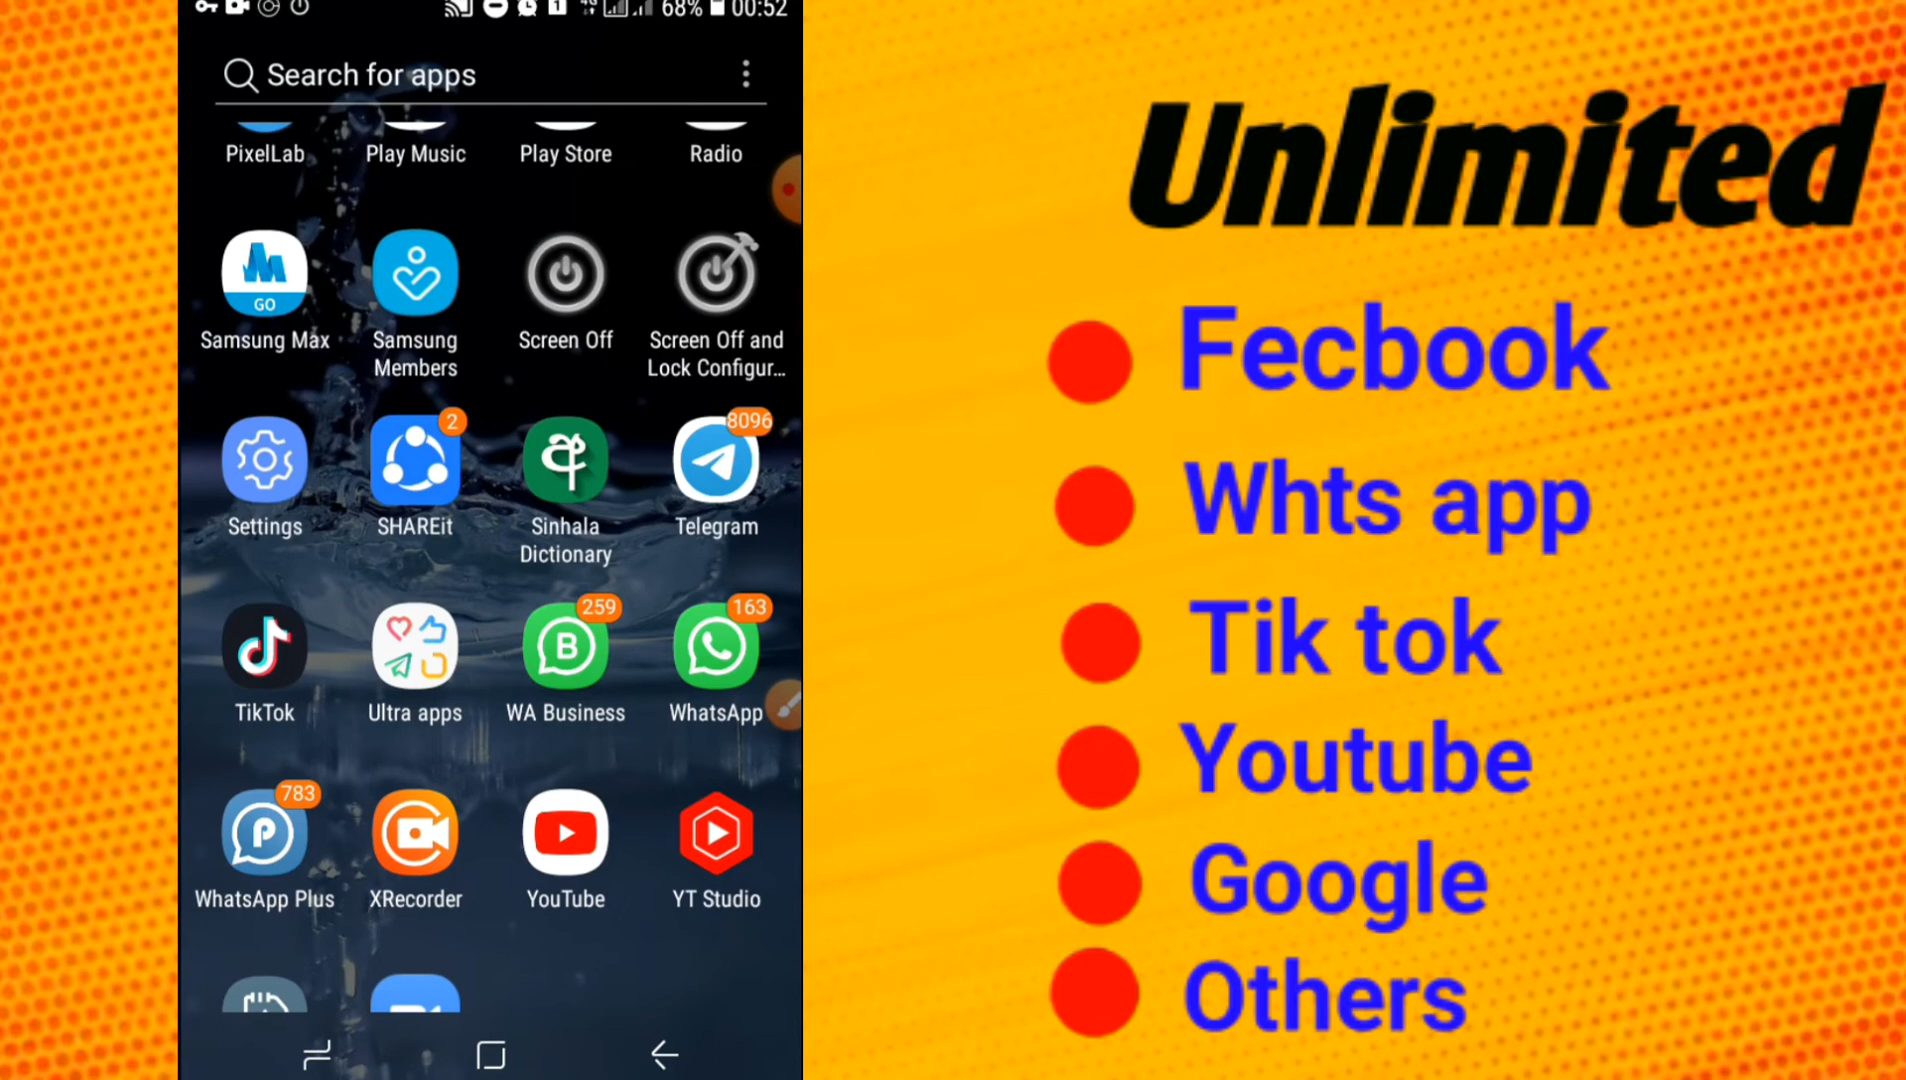 68% 00:52
Search for apps
PixelLab Play Music Play Store Radio
GO
Samsung Max Samsung Members Screen Off Screen Off and Lock Configur...
2 8096
අ
Settings SHAREit Sinhala Dictionary Telegram
259 163
B
TikTok Ultra apps WA Business WhatsApp
783
P
WhatsApp Plus XRecorder YouTube YT Studio
Unlimited
Fecbook
Whts app
Tik tok
Youtube
Google
Others